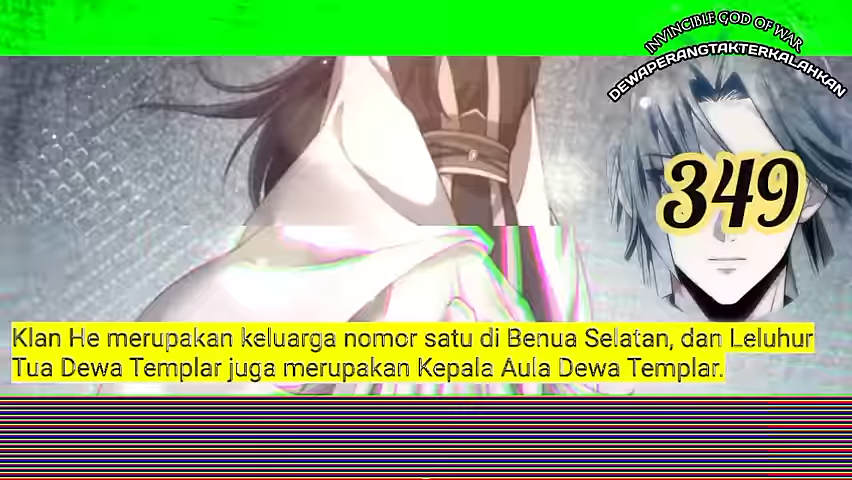 INVINCIBLE GOD OF WAR
DEWAPERANGTAKTERKALAHKAN
349
Klan He merupakan keluarga nomor satu di Benua Selatan, dan Leluhur
Tua Dewa Templar juga merupakan Kepala Aula Dewa Templar.